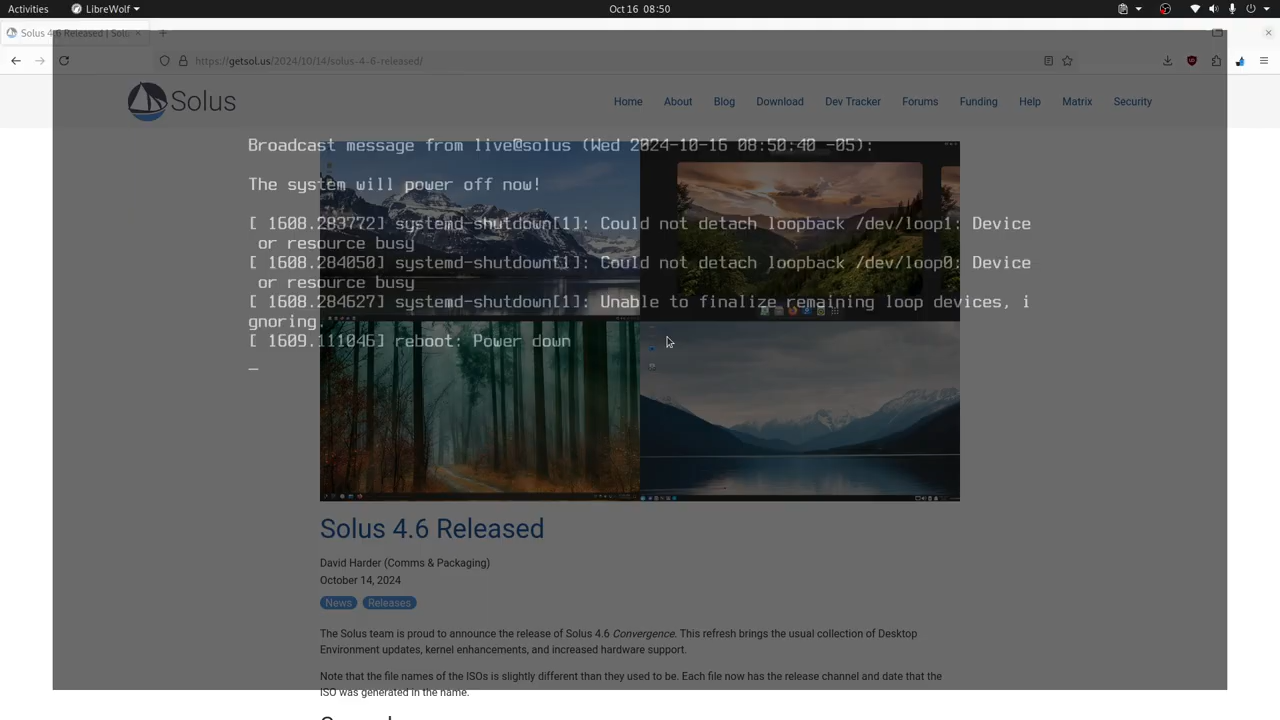 Activities LibreWolf Oct 16 08:50
Solus 4.6 Released | Solu
https://getsol.us/2024/10/14/solus-4-6-released/
Solus Home About Blog Download Dev Tracker Forums Funding Help Matrix Security
Broadcast message from live@solus (Wed 2024-10-16 08:50:40 -05):
The system will power off now!
[ 1608.283772] systemd-shutdown[1]: Could not detach loopback /dev/loop1: Device
or resource busy
[ 1608.284050] systemd-shutdown[1]: Could not detach loopback /dev/loop0: Device
or resource busy
[ 1608.284627] systemd-shutdown[1]: Unable to finalize remaining loop devices, i
gnoring.
[ 1609.111046] reboot: Power down
_
Solus 4.6 Released
David Harder (Comms & Packaging)
October 14, 2024
News Releases
The Solus team is proud to announce the release of Solus 4.6 Convergence. This refresh brings the usual collection of Desktop
Environment updates, kernel enhancements, and increased hardware support.
Note that the file names of the ISOs is slightly different than they used to be. Each file now has the release channel and date that the
ISO was generated in the name.